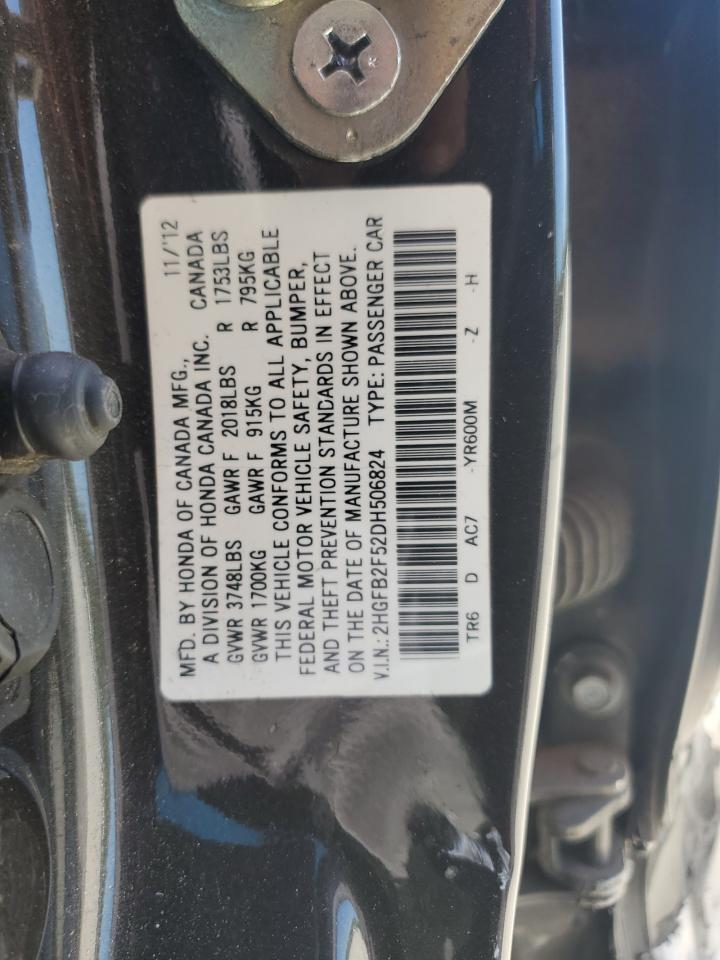 MFD. BY HONDA OF CANADA MFG., 11/'12
A DIVISION OF HONDA CANADA INC. CANADA
GVWR 3748LBS GAWR F 2018LBS R 1753LBS
GVWR 1700KG GAWR F 915KG R 795KG
THIS VEHICLE CONFORMS TO ALL APPLICABLE
FEDERAL MOTOR VEHICLE SAFETY, BUMPER,
AND THEFT PREVENTION STANDARDS IN EFFECT
ON THE DATE OF MANUFACTURE SHOWN ABOVE.
V.I.N.: 2HGFB2F52DH506824 TYPE: PASSENGER CAR
TR6 D AC7 -YR600M -Z -H